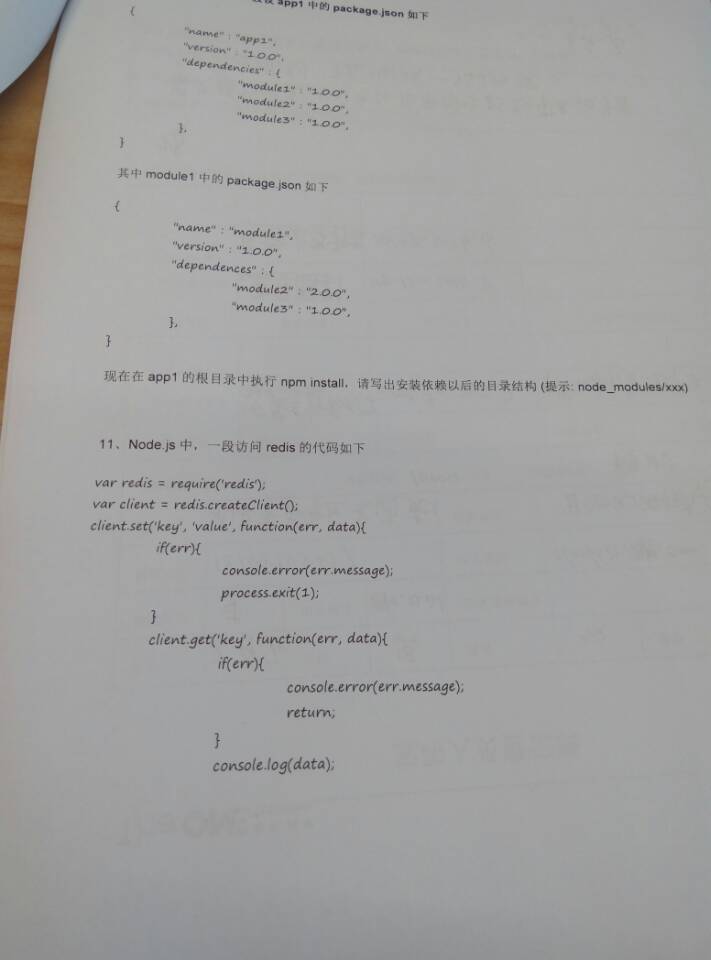 app1 中的 package.json 如下
{
"name" : "app1",
"version" : "1.0.0",
"dependencies" : {
"module1" : "1.0.0",
"module2" : "1.0.0",
"module3" : "1.0.0",
},
}
其中 module1 中的 package.json 如下
{
"name" : "module1",
"version" : "1.0.0",
"dependences" : {
"module2" : "2.0.0",
"module3" : "1.0.0",
},
}
现在在 app1 的根目录中执行 npm install，请写出安装依赖以后的目录结构 (提示: node_modules/xxx)
11、Node.js 中，一段访问 redis 的代码如下
var redis = require('redis');
var client = redis.createClient();
client.set('key', 'value', function(err, data){
if(err){
console.error(err.message);
process.exit(1);
}
client.get('key', function(err, data){
if(err){
console.error(err.message);
return;
}
console.log(data);